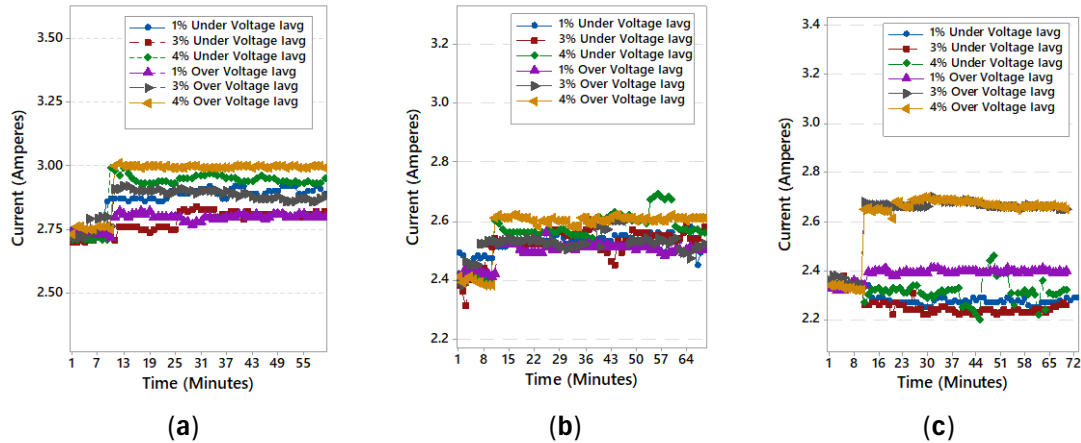 1% Under Voltage Iavg
3% Under Voltage Iavg
4% Under Voltage Iavg
1% Over Voltage Iavg
3% Over Voltage Iavg
4% Over Voltage Iavg
3.50
3.25
3.00
2.75
2.50
Current (Amperes)
1 7 13 19 25 31 37 43 49 55
Time (Minutes)
(a)
1% Under Voltage Iavg
3% Under Voltage Iavg
4% Under Voltage Iavg
1% Over Voltage Iavg
3% Over Voltage Iavg
4% Over Voltage Iavg
3.2
3.0
2.8
2.6
2.4
2.2
Current (Amperes)
1 8 15 22 29 36 43 50 57 64
Time (Minutes)
(b)
1% Under Voltage Iavg
3% Under Voltage Iavg
4% Under Voltage Iavg
1% Over Voltage Iavg
3% Over Voltage Iavg
4% Over Voltage Iavg
3.4
3.2
3.0
2.8
2.6
2.4
2.2
Current (Amperes)
1 8 16 23 30 37 44 51 58 65 72
Time (Minutes)
(c)